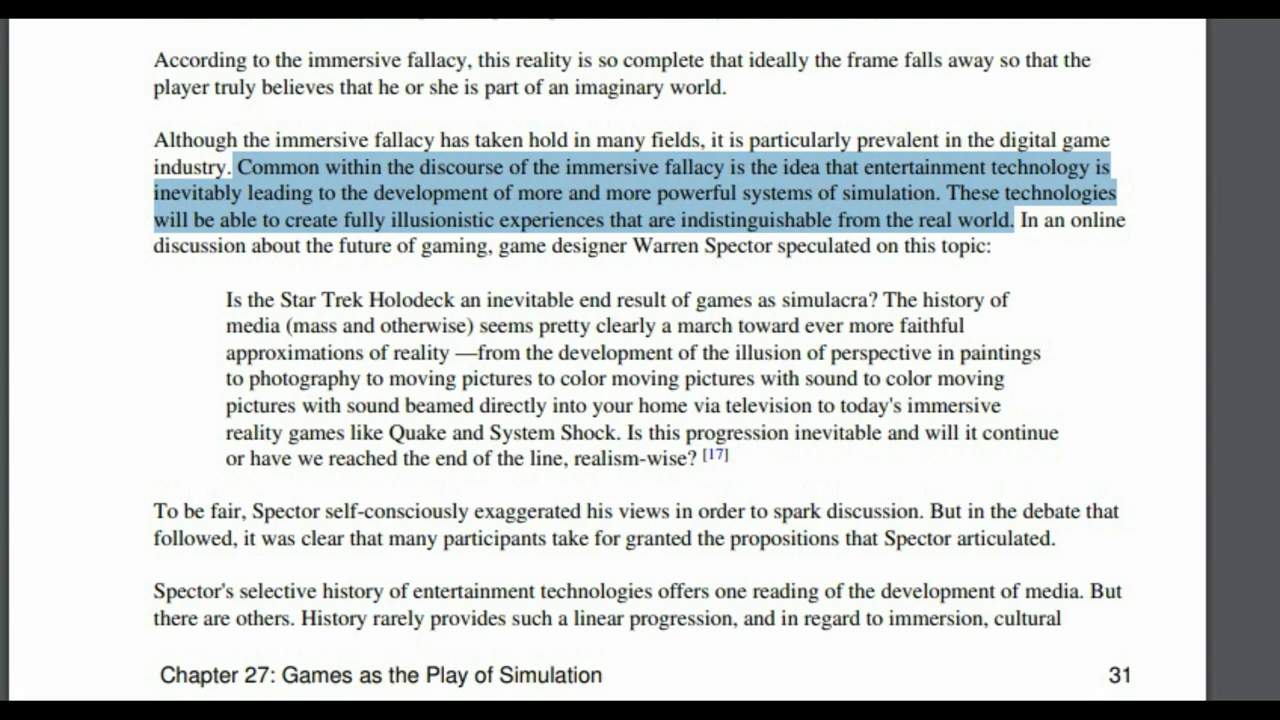 According to the immersive fallacy, this reality is so complete that ideally the frame falls away so that the
player truly believes that he or she is part of an imaginary world.
Although the immersive fallacy has taken hold in many fields, it is particularly prevalent in the digital game
industry. Common within the discourse of the immersive fallacy is the idea that entertainment technology is
inevitably leading to the development of more and more powerful systems of simulation. These technologies
will be able to create fully illusionistic experiences that are indistinguishable from the real world. In an online
discussion about the future of gaming, game designer Warren Spector speculated on this topic:
Is the Star Trek Holodeck an inevitable end result of games as simulacra? The history of
media (mass and otherwise) seems pretty clearly a march toward ever more faithful
approximations of reality —from the development of the illusion of perspective in paintings
to photography to moving pictures to color moving pictures with sound to color moving
pictures with sound beamed directly into your home via television to today's immersive
reality games like Quake and System Shock. Is this progression inevitable and will it continue
or have we reached the end of the line, realism-wise? [17]
To be fair, Spector self-consciously exaggerated his views in order to spark discussion. But in the debate that
followed, it was clear that many participants take for granted the propositions that Spector articulated.
Spector's selective history of entertainment technologies offers one reading of the development of media. But
there are others. History rarely provides such a linear progression, and in regard to immersion, cultural
Chapter 27: Games as the Play of Simulation 31